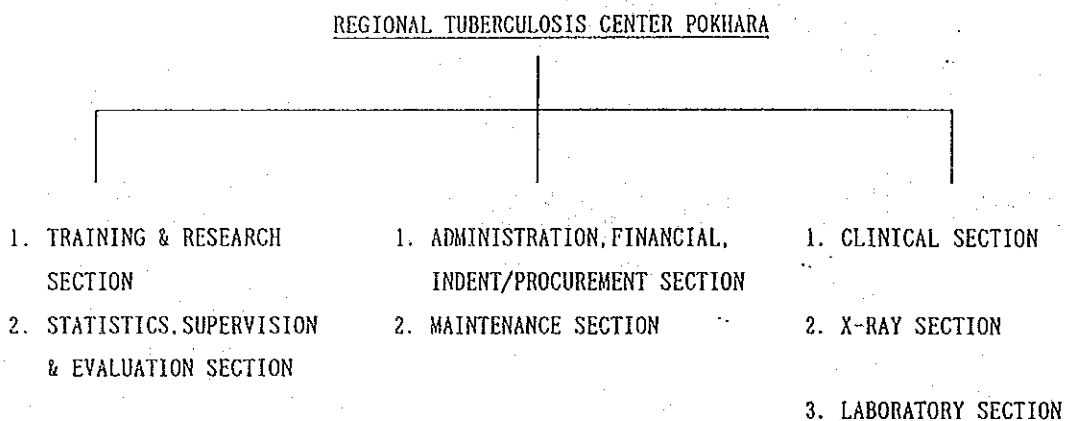 REGIONAL TUBERCULOSIS CENTER POKHARA
1. TRAINING & RESEARCH
SECTION
2. STATISTICS, SUPERVISION
& EVALUATION SECTION
1. ADMINISTRATION, FINANCIAL,
INDENT/PROCUREMENT SECTION
2. MAINTENANCE SECTION
1. CLINICAL SECTION
2. X-RAY SECTION
3. LABORATORY SECTION